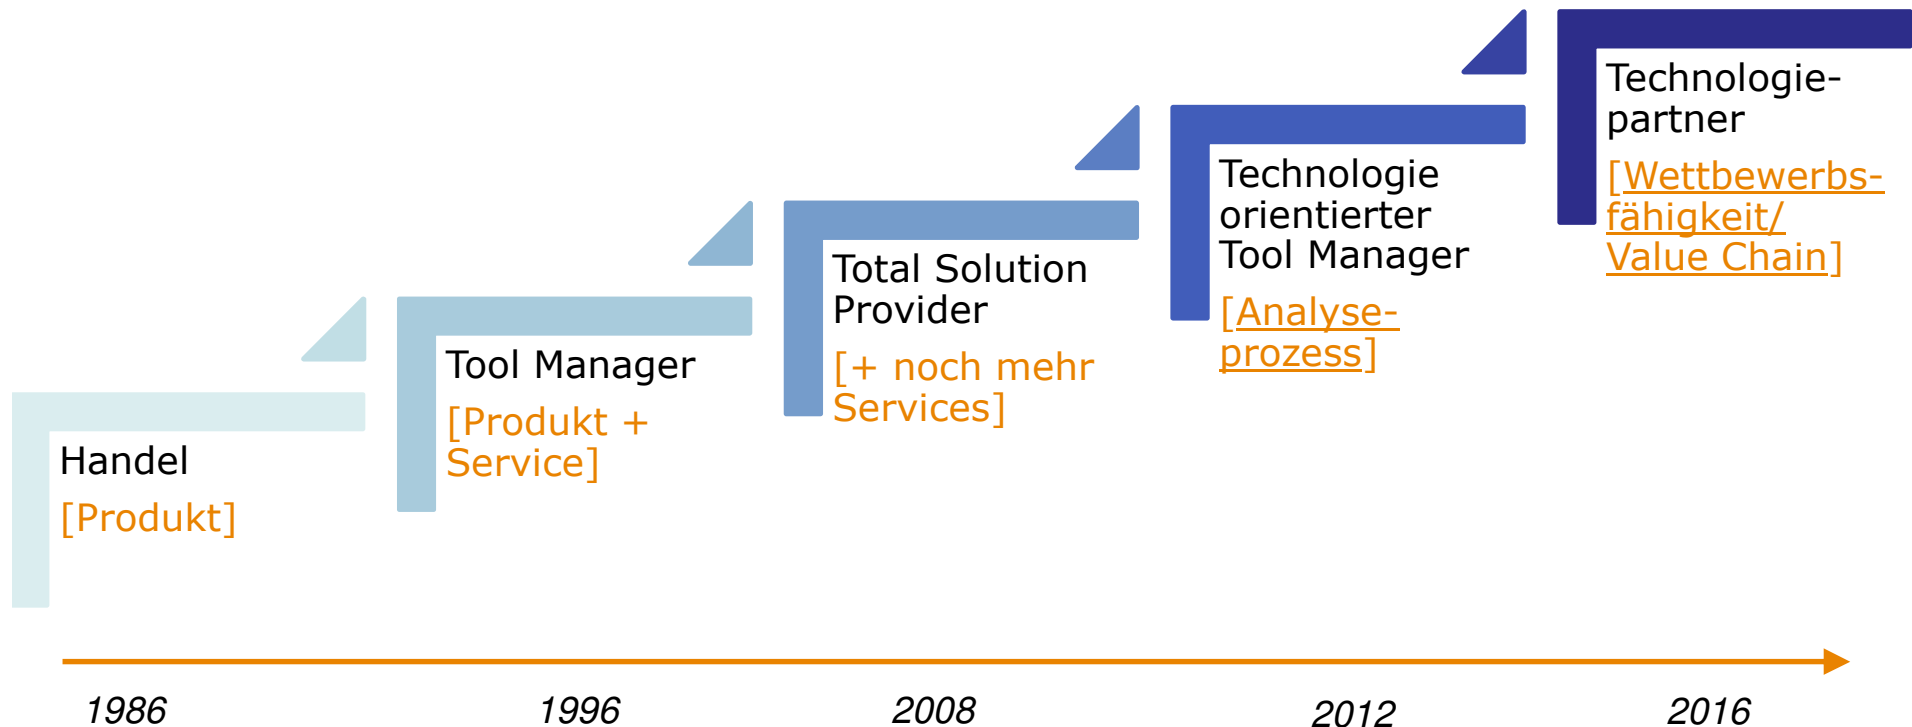 Handel
[Produkt]
Tool Manager
[Produkt +
Service]
Total Solution
Provider
[+ noch mehr
Services]
Technologie
orientierter
Tool Manager
[Analyse-
prozess]
Technologie-
partner
[Wettbewerbs-
fähigkeit/
Value Chain]
1986
1996
2008
2012
2016